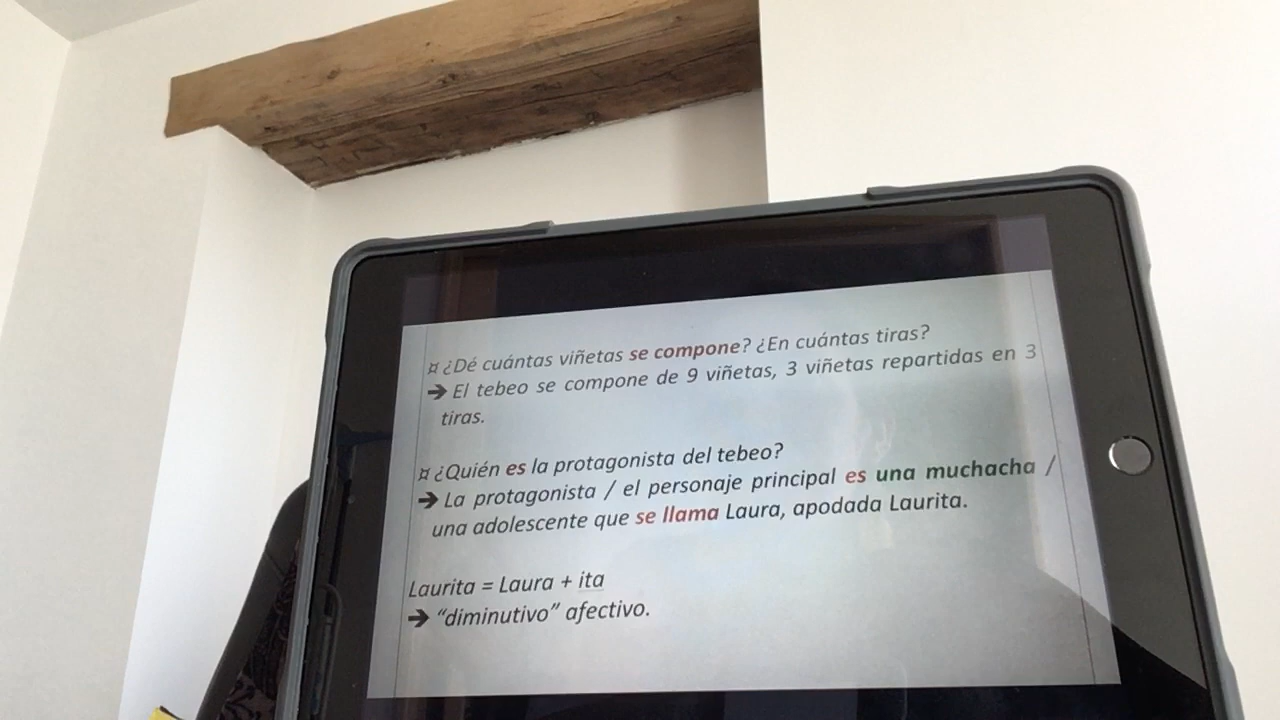 ¤ ¿Dé cuántas viñetas se compone? ¿En cuántas tiras?
➔ El tebeo se compone de 9 viñetas, 3 viñetas repartidas en 3
tiras.
¤ ¿Quién es la protagonista del tebeo?
➔ La protagonista / el personaje principal es una muchacha /
una adolescente que se llama Laura, apodada Laurita.
Laurita = Laura + ita
➔ “diminutivo” afectivo.